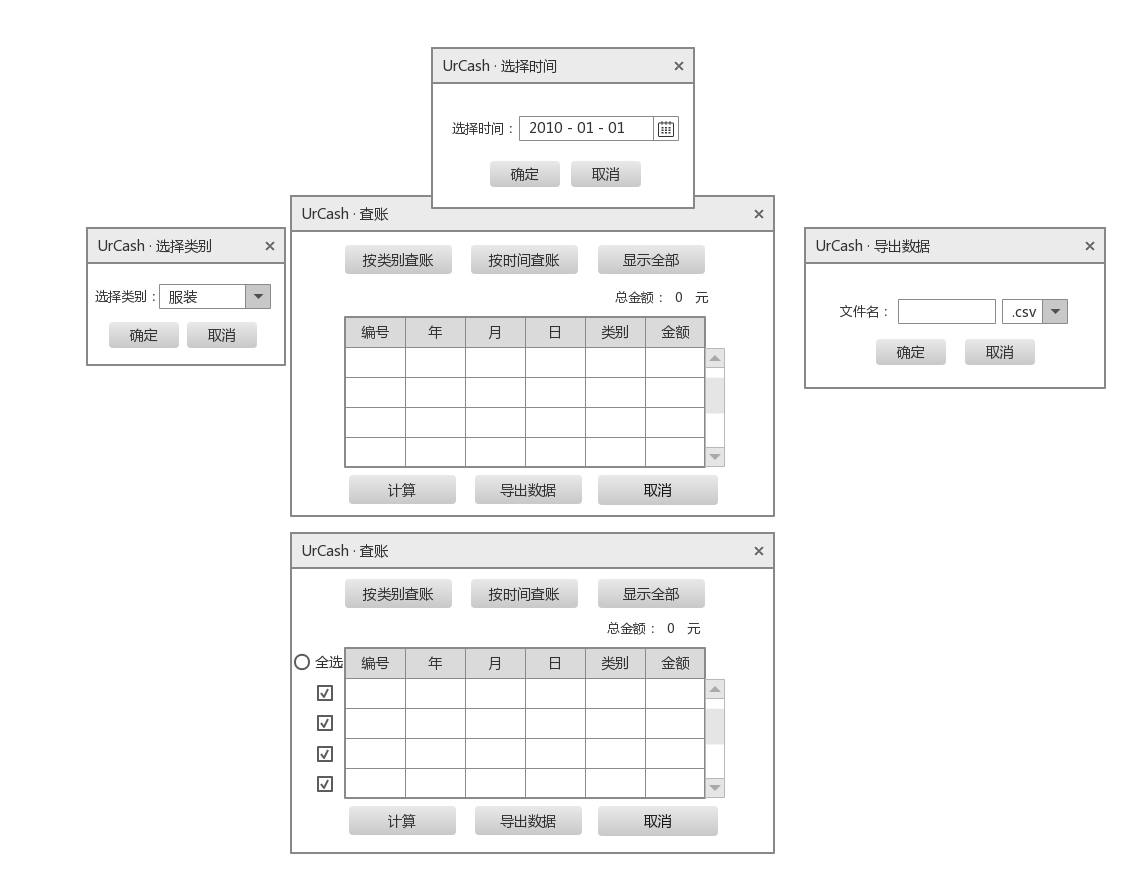 UrCash · 选择时间
选择时间：
2010 - 01 - 01
确定
取消
UrCash · 选择类别
选择类别：
服装
确定
取消
UrCash · 查账
按类别查账
按时间查账
显示全部
总金额： 0 元
编号 年 月 日 类别 金额
计算
导出数据
取消
UrCash · 导出数据
文件名：
.csv
确定
取消
UrCash · 查账
按类别查账
按时间查账
显示全部
总金额： 0 元
全选
编号 年 月 日 类别 金额
计算
导出数据
取消